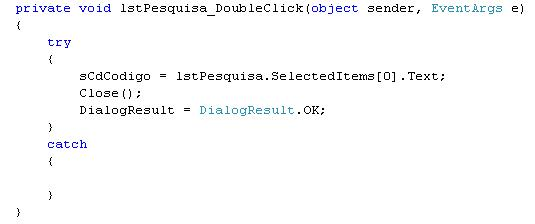 private void lstPesquisa_DoubleClick(object sender, EventArgs e)
{
    try
    {
        sCdCodigo = lstPesquisa.SelectedItems[0].Text;
        Close();
        DialogResult = DialogResult.OK;
    }
    catch
    {

    }
}